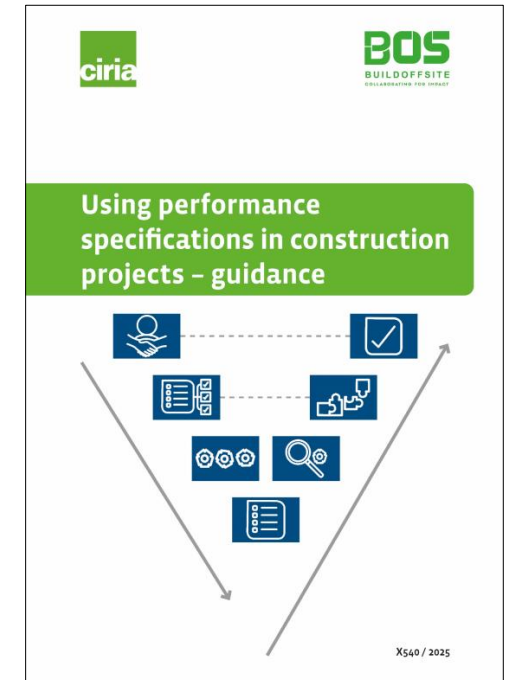 ciria
BOS
BUILDOFFSITE
COLLABORATING FOR IMPACT
Using performance
specifications in construction
projects – guidance
X540 / 2025